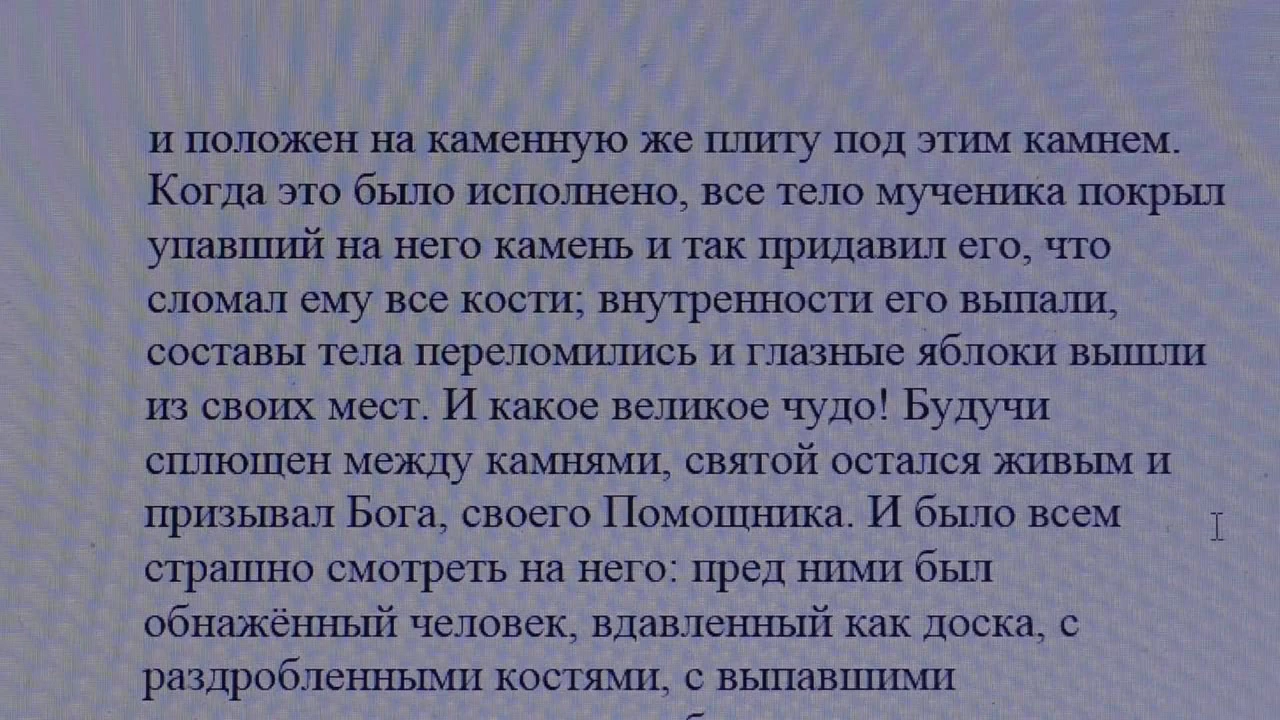 и положен на каменную же плиту под этим камнем.
Когда это было исполнено, все тело мученика покрыл
упавший на него камень и так придавил его, что
сломал ему все кости; внутренности его выпали,
составы тела переломились и глазные яблоки вышли
из своих мест. И какое великое чудо! Будучи
сплющен между камнями, святой остался живым и
призывал Бога, своего Помощника. И было всем
страшно смотреть на него: пред ними был
обнажённый человек, вдавленный как доска, с
раздробленными костями, с выпавшими